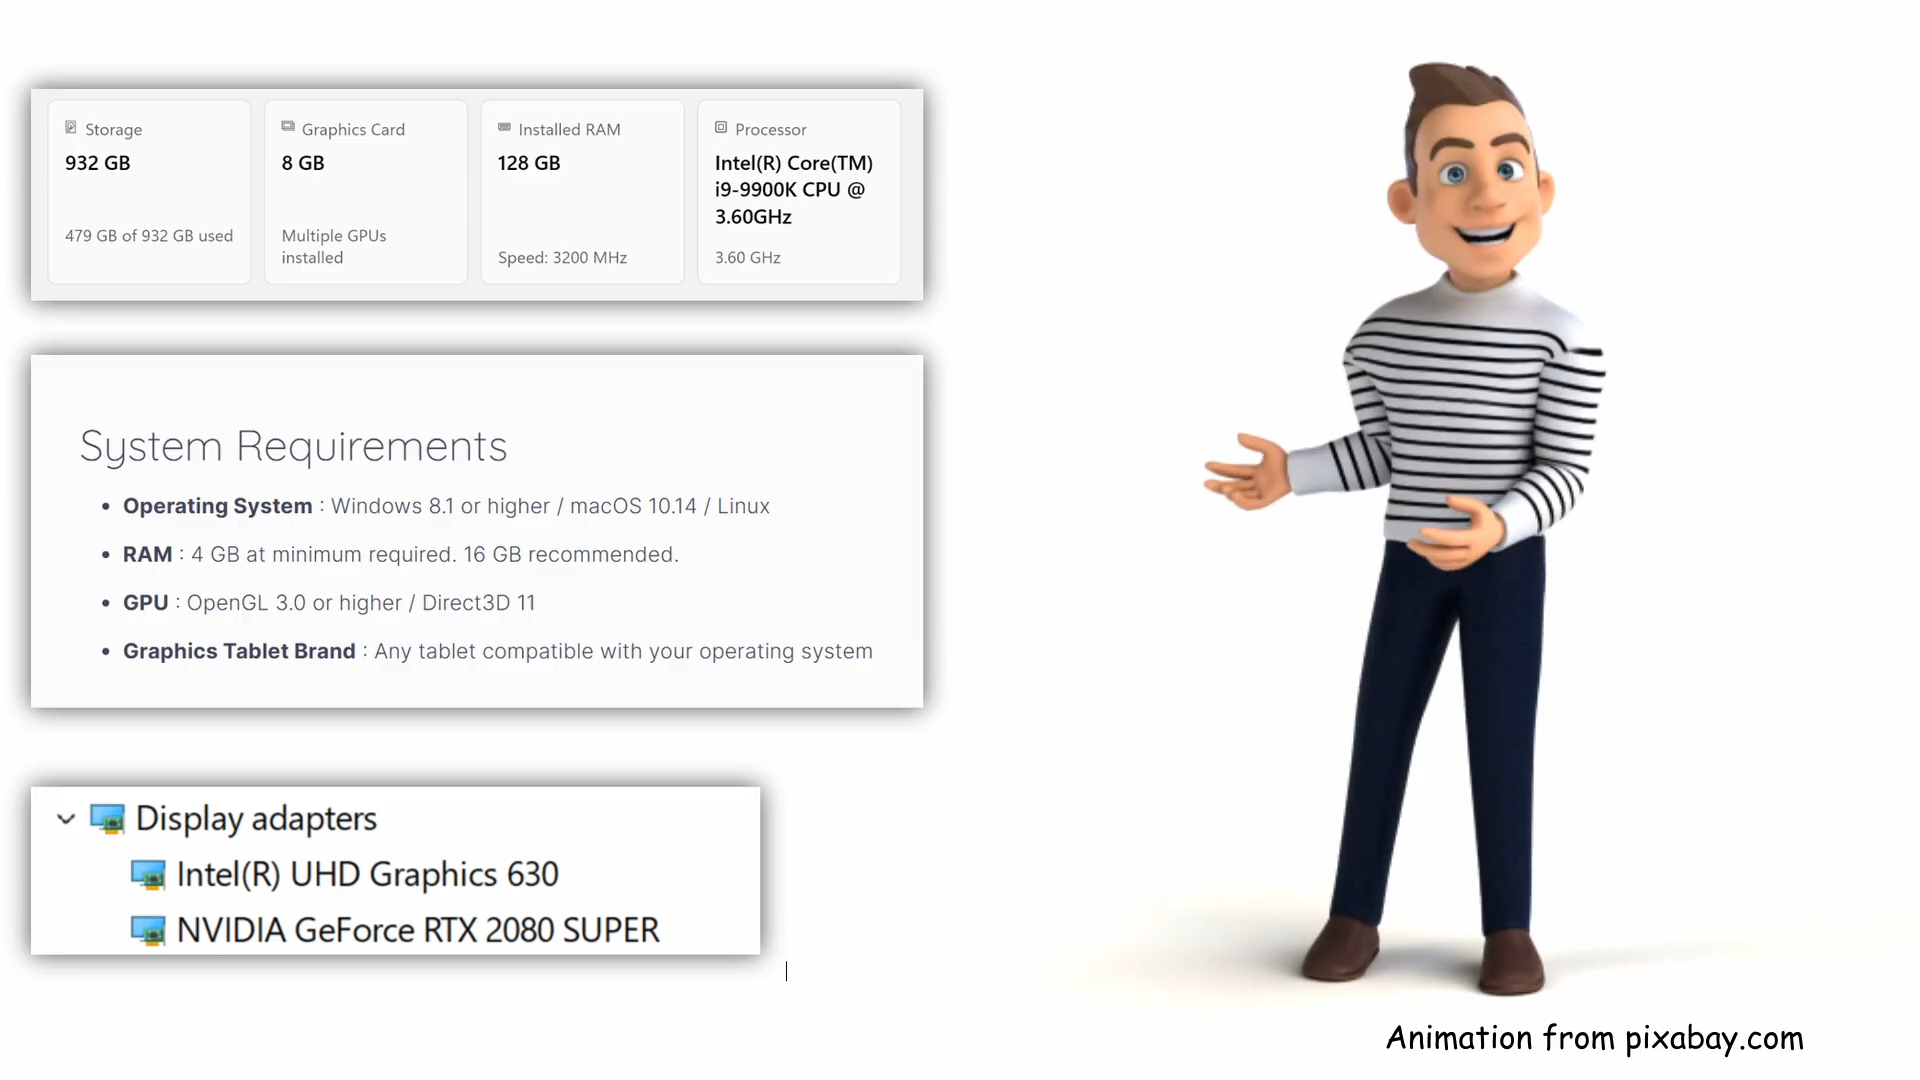 Storage
932 GB
479 GB of 932 GB used
Graphics Card
8 GB
Multiple GPUs
installed
Installed RAM
128 GB
Speed: 3200 MHz
Processor
Intel(R) Core(TM)
i9-9900K CPU @
3.60GHz
3.60 GHz
System Requirements
• Operating System : Windows 8.1 or higher / macOS 10.14 / Linux
• RAM : 4 GB at minimum required. 16 GB recommended.
• GPU : OpenGL 3.0 or higher / Direct3D 11
• Graphics Tablet Brand : Any tablet compatible with your operating system
Display adapters
Intel(R) UHD Graphics 630
NVIDIA GeForce RTX 2080 SUPER
Animation from pixabay.com